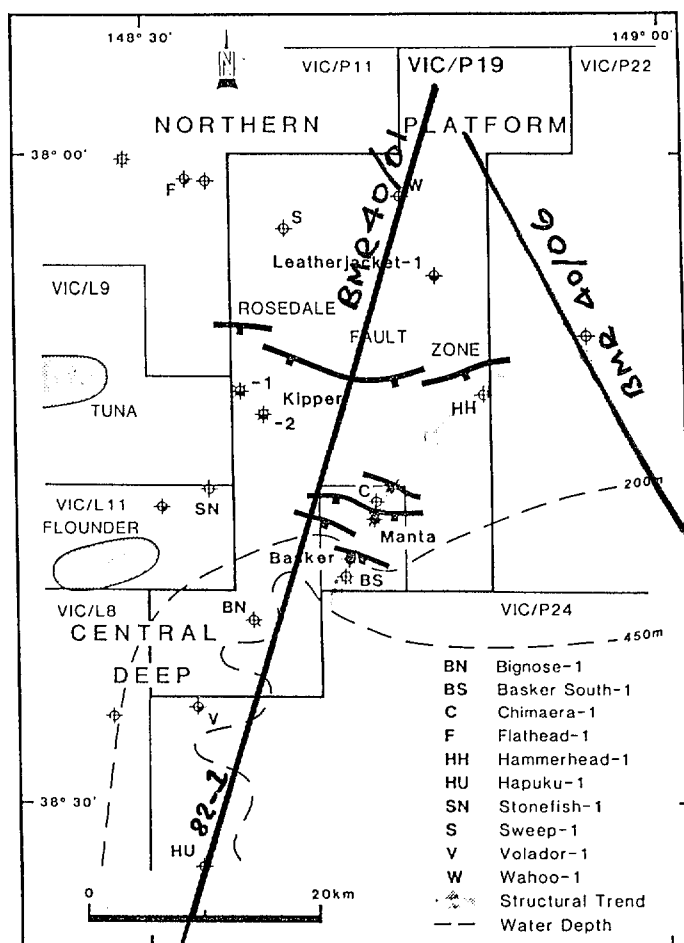 148° 30'
149° 00'
N
VIC/P11
VIC/P19
VIC/P22
NORTHERN PLATFORM
38° 00'
F
W
S
BMR 40/01
BMR 40/06
Leatherjacket-1
VIC/L9
ROSEDALE
FAULT
ZONE
-1
Kipper
-2
HH
TUNA
C
200m
SN
VIC/L11
FLOUNDER
Manta
Basker
BS
VIC/L8
BN
VIC/P24
CENTRAL
DEEP
450m
V
82-1
38° 30'
HU
BN Bignose-1
BS Basker South-1
C Chimaera-1
F Flathead-1
HH Hammerhead-1
HU Hapuku-1
SN Stonefish-1
S Sweep-1
V Volador-1
W Wahoo-1
Structural Trend
Water Depth
0 20km